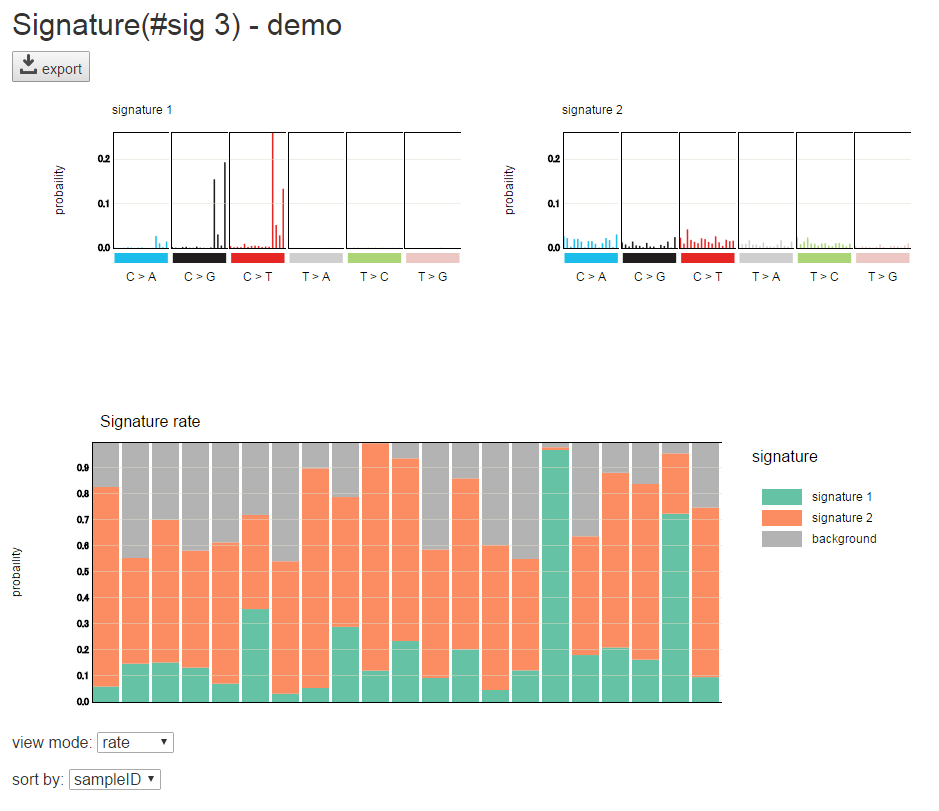 Signature(#sig 3) - demo
export
signature 1
signature 2
probaility
0.2
0.1
0.0
C > A
C > G
C > T
T > A
T > C
T > G
probaility
0.2
0.1
0.0
C > A
C > G
C > T
T > A
T > C
T > G
Signature rate
probaility
0.9
0.8
0.7
0.6
0.5
0.4
0.3
0.2
0.1
0.0
signature
signature 1
signature 2
background
view mode: rate
sort by: sampleID